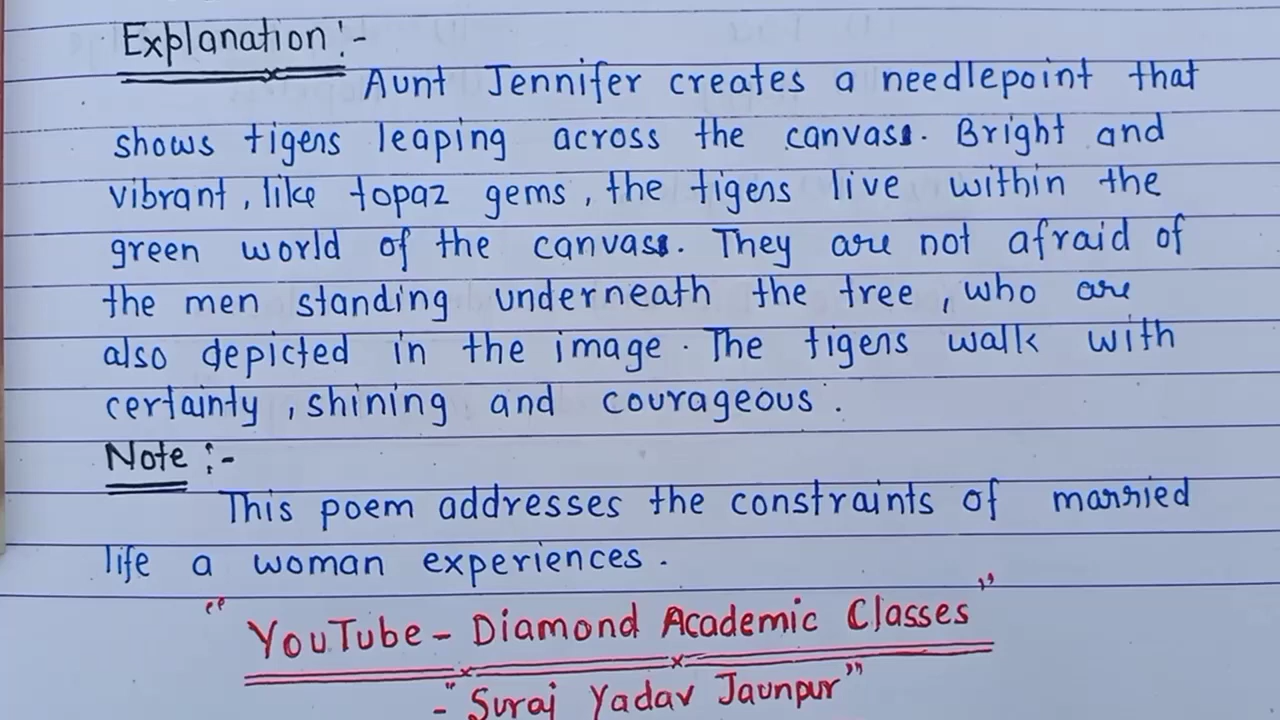 Explanation :-
Aunt Jennifer creates a needlepoint that
shows tigers leaping across the canvas. Bright and
vibrant, like topaz gems, the tigers live within the
green world of the canvas. They are not afraid of
the men standing underneath the tree, who are
also depicted in the image. The tigers walk with
certainty, shining and courageous.
Note :-
This poem addresses the constraints of married
life a woman experiences.
"YouTube - Diamond Academic Classes"
- "Suraj Yadav Jaunpur"